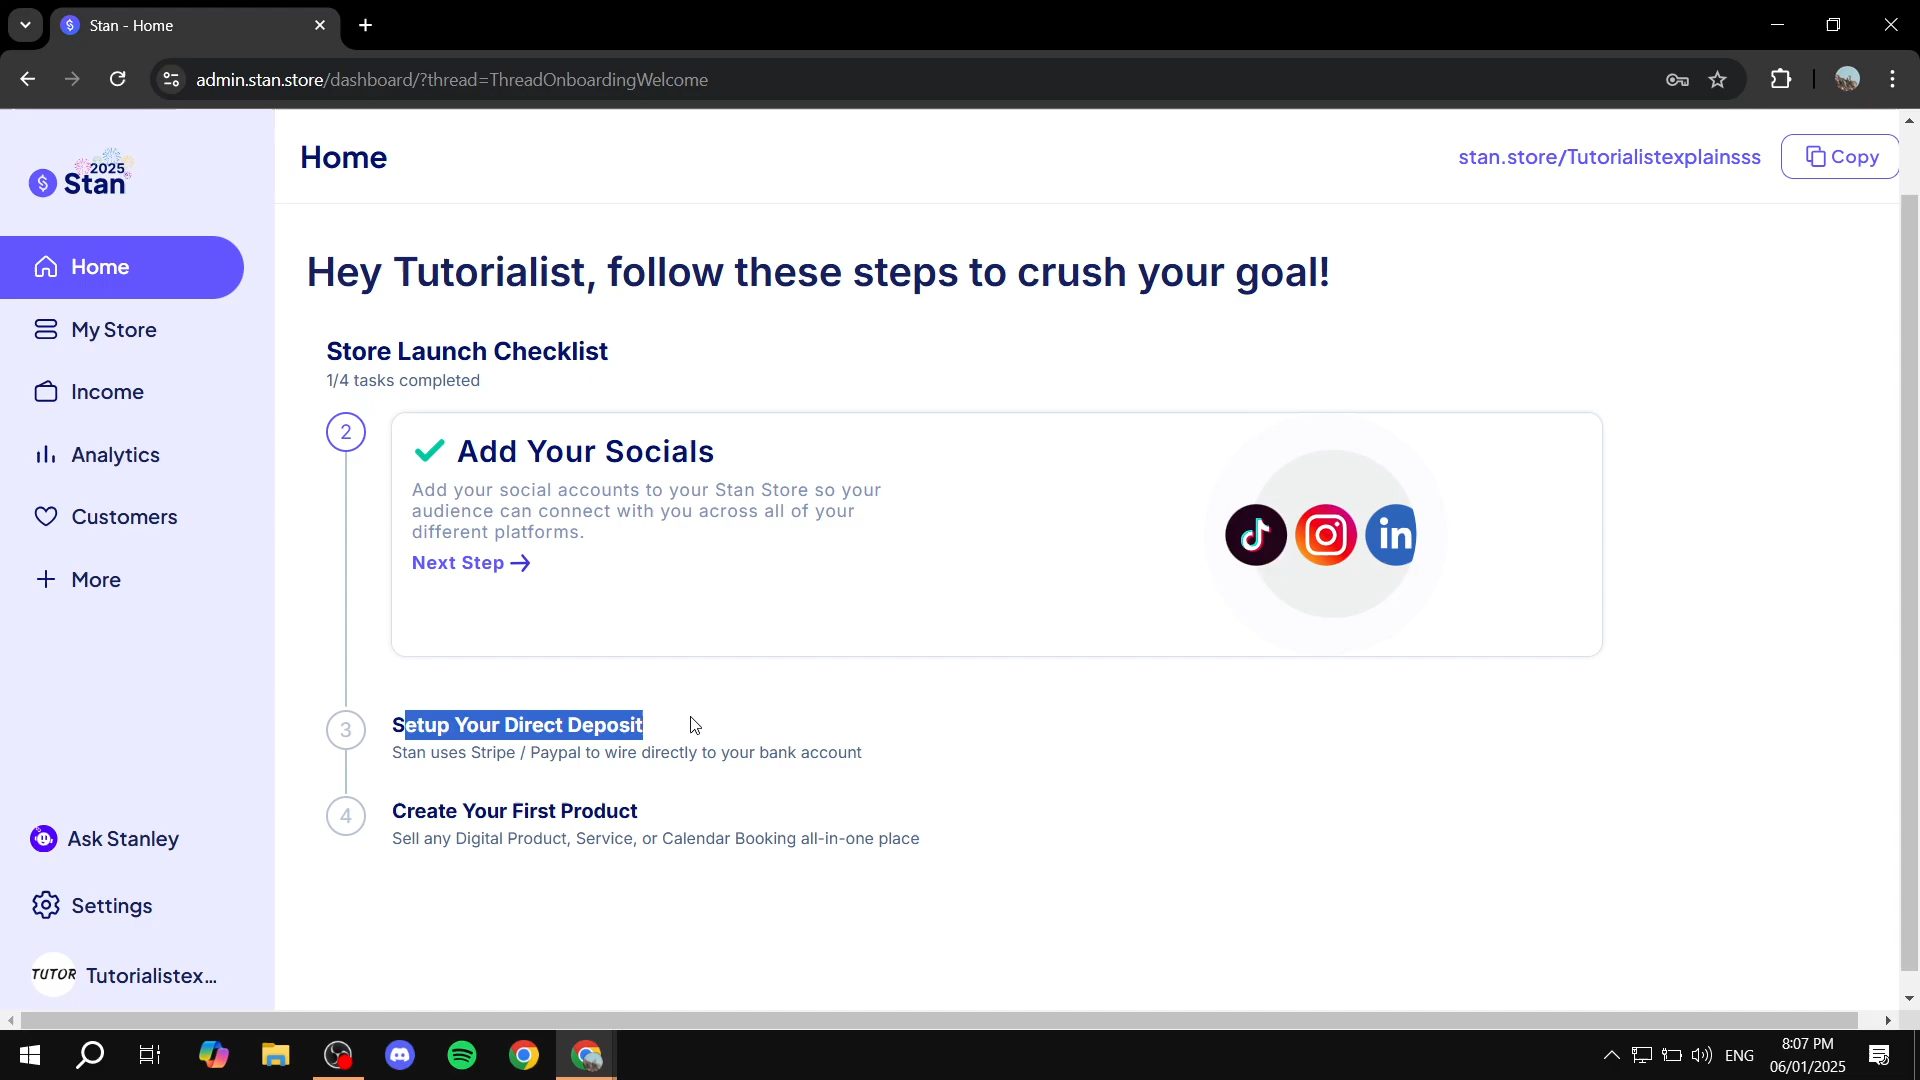 Stan - Home
admin.stan.store/dashboard/?thread=ThreadOnboardingWelcome
2025
Stan
Home
stan.store/Tutorialistexplainsss
Copy
Home
My Store
Income
Analytics
Customers
More
Ask Stanley
Settings
TUTOR
Tutorialistex...
Hey Tutorialist, follow these steps to crush your goal!
Store Launch Checklist
1/4 tasks completed
2
Add Your Socials
Add your social accounts to your Stan Store so your
audience can connect with you across all of your
different platforms.
Next Step
in
3
Setup Your Direct Deposit
Stan uses Stripe / Paypal to wire directly to your bank account
4
Create Your First Product
Sell any Digital Product, Service, or Calendar Booking all-in-one place
ENG
8:07 PM
06/01/2025